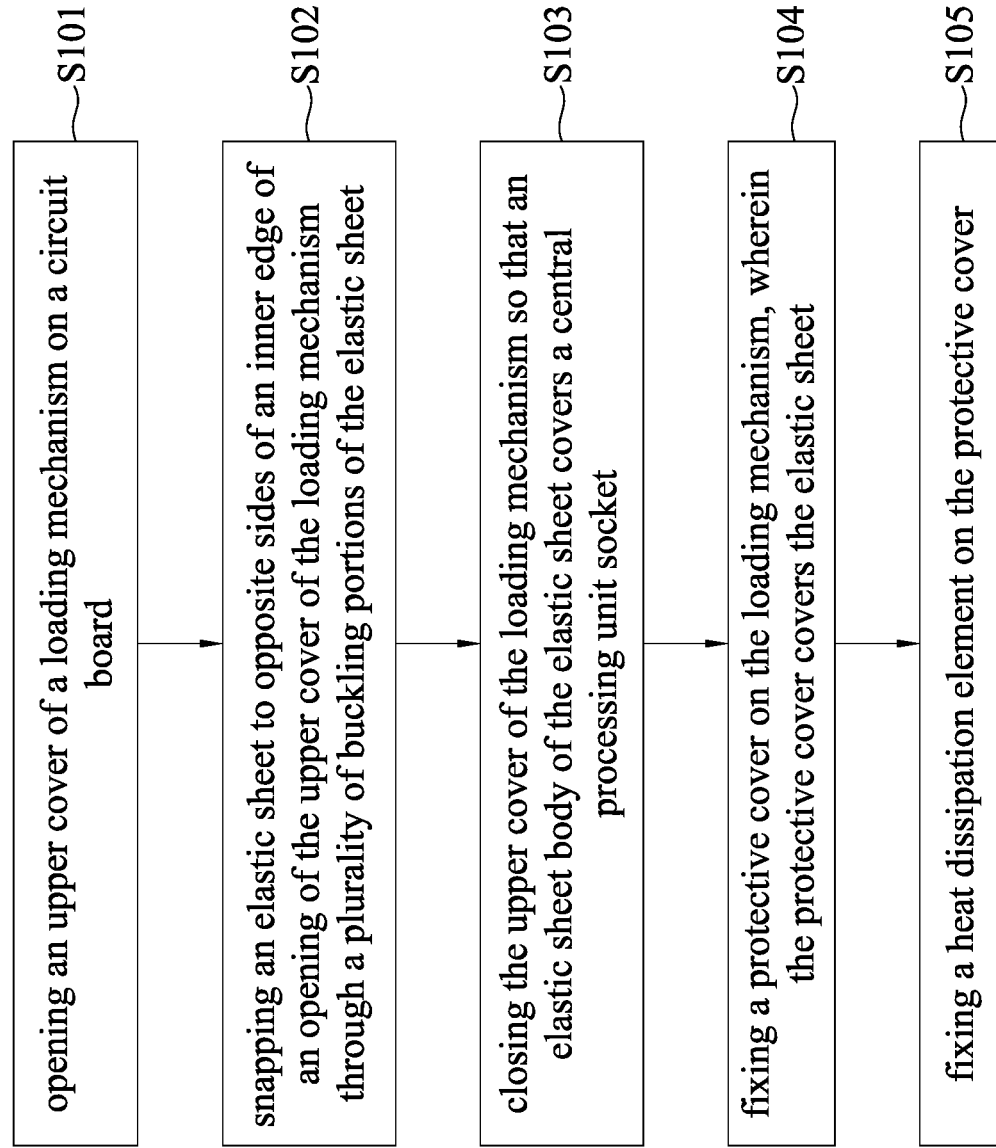 opening an upper cover of a loading mechanism on a circuit
board
S101
snapping an elastic sheet to opposite sides of an inner edge of
an opening of the upper cover of the loading mechanism
through a plurality of buckling portions of the elastic sheet
S102
closing the upper cover of the loading mechanism so that an
elastic sheet body of the elastic sheet covers a central
processing unit socket
S103
fixing a protective cover on the loading mechanism, wherein
the protective cover covers the elastic sheet
S104
fixing a heat dissipation element on the protective cover
S105